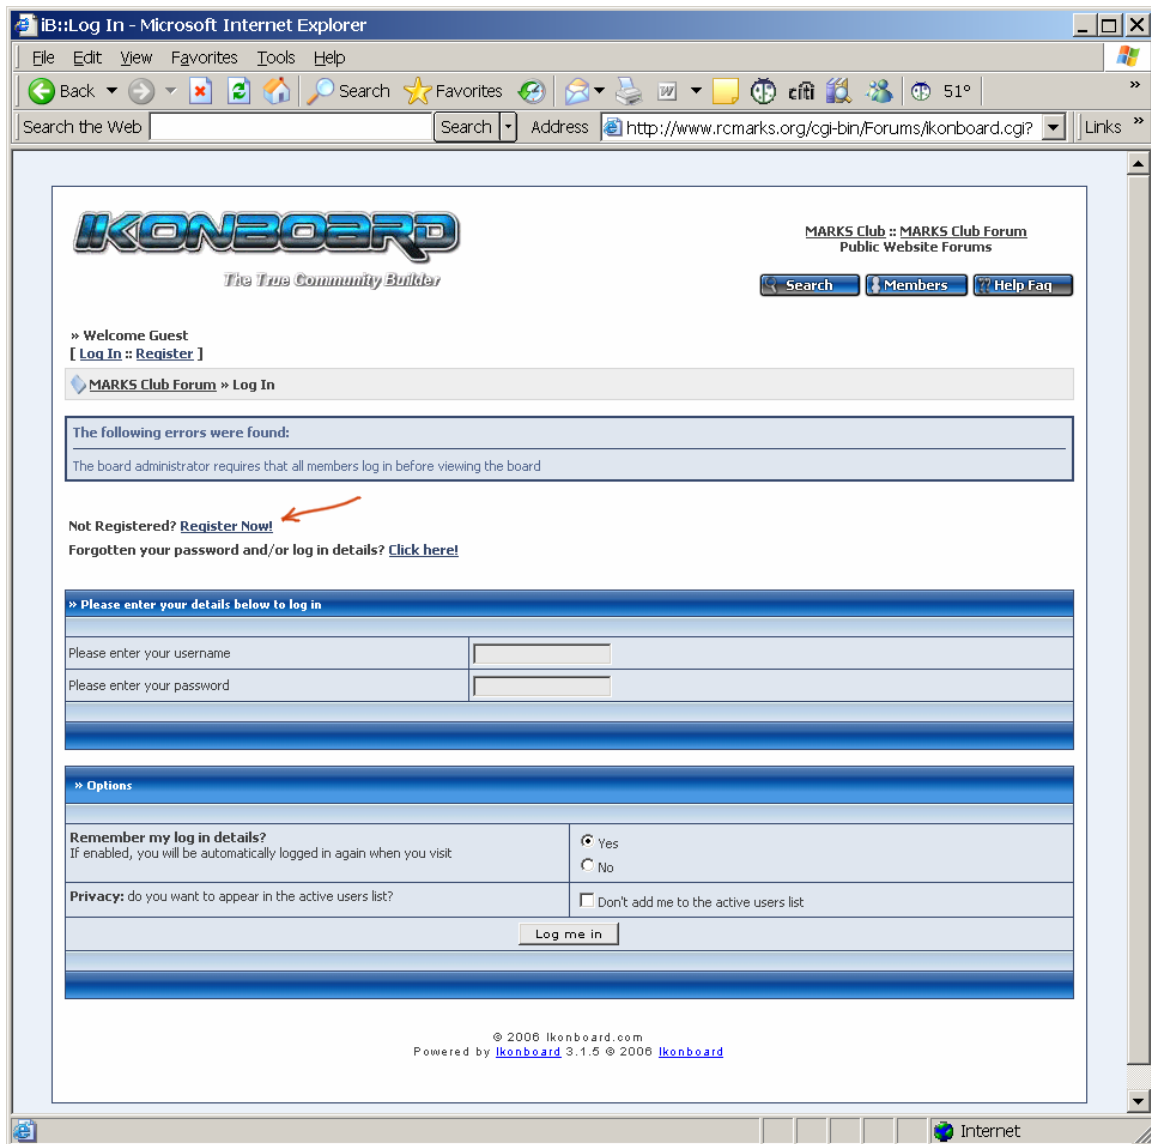 iB::Log In - Microsoft Internet Explorer
File Edit View Favorites Tools Help
Back Search Favorites W citi 51° »
Search the Web Search Address http://www.rcmarks.org/cgi-bin/Forums/ikonboard.cgi? Links »
IKONBOARD
The True Community Builder
MARKS Club :: MARKS Club Forum
Public Website Forums
Search Members Help Faq
» Welcome Guest
[ Log In :: Register ]
MARKS Club Forum » Log In
The following errors were found:
The board administrator requires that all members log in before viewing the board
Not Registered? Register Now!
Forgotten your password and/or log in details? Click here!
» Please enter your details below to log in
Please enter your username
Please enter your password
» Options
Remember my log in details?
If enabled, you will be automatically logged in again when you visit
Yes
No
Privacy: do you want to appear in the active users list?
Don't add me to the active users list
Log me in
© 2006 Ikonboard.com
Powered by Ikonboard 3.1.5 © 2006 Ikonboard
Internet